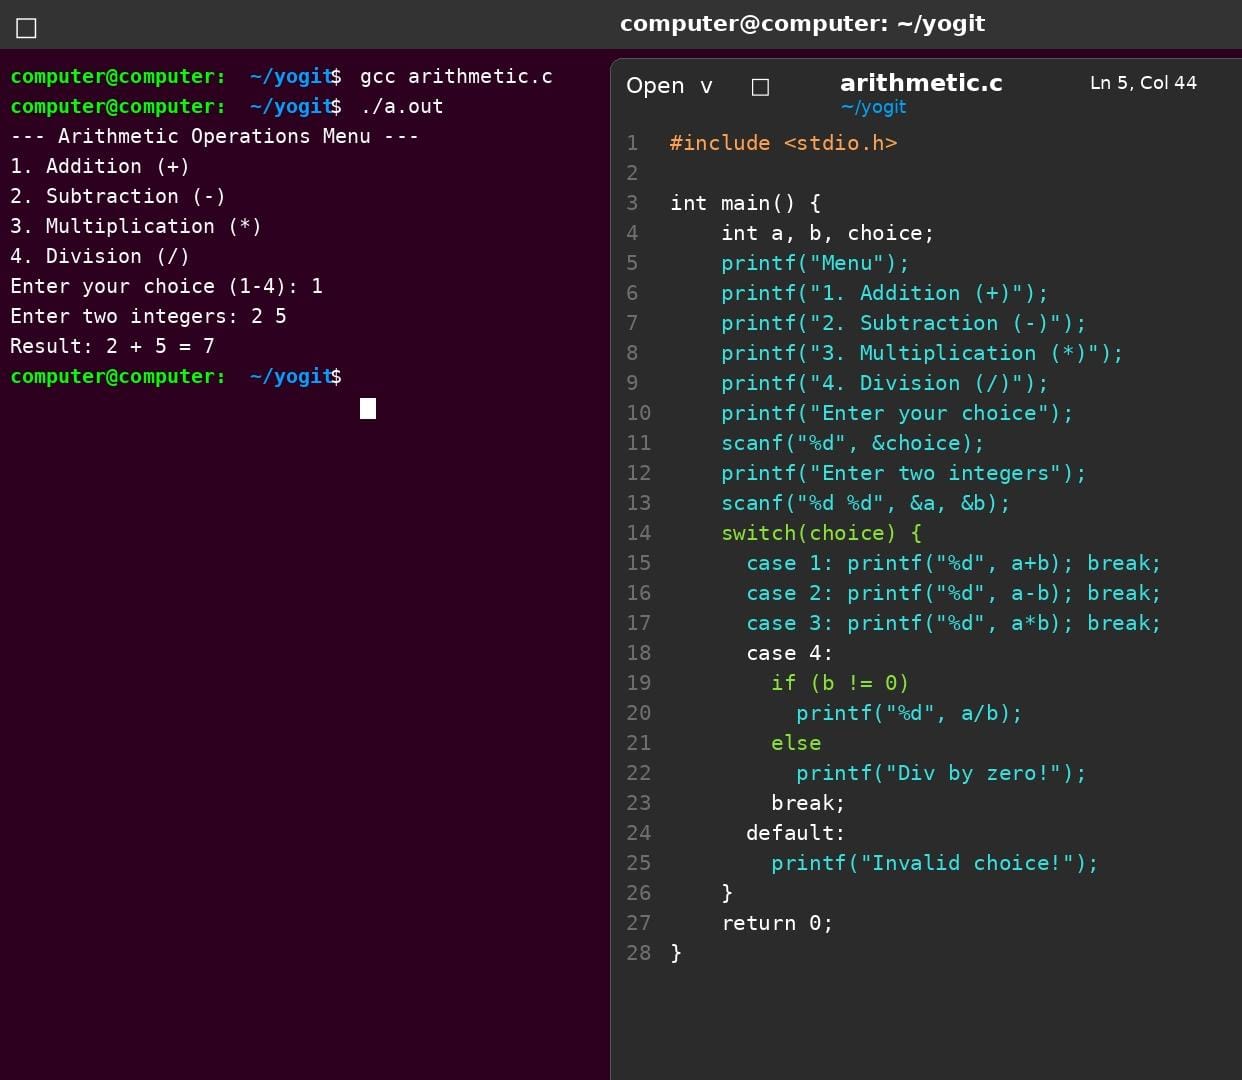 computer@computer: ~/yogit
computer@computer: ~/yogit$ gcc arithmetic.c
computer@computer: ~/yogit$ ./a.out
--- Arithmetic Operations Menu ---
1. Addition (+)
2. Subtraction (-)
3. Multiplication (*)
4. Division (/)
Enter your choice (1-4): 1
Enter two integers: 2 5
Result: 2 + 5 = 7
computer@computer: ~/yogit$
Open v arithmetic.c Ln 5, Col 44
~/yogit
1 #include <stdio.h>
2
3 int main() {
4     int a, b, choice;
5     printf("Menu");
6     printf("1. Addition (+)");
7     printf("2. Subtraction (-)");
8     printf("3. Multiplication (*)");
9     printf("4. Division (/)");
10     printf("Enter your choice");
11     scanf("%d", &choice);
12     printf("Enter two integers");
13     scanf("%d %d", &a, &b);
14     switch(choice) {
15       case 1: printf("%d", a+b); break;
16       case 2: printf("%d", a-b); break;
17       case 3: printf("%d", a*b); break;
18       case 4:
19         if (b != 0)
20           printf("%d", a/b);
21         else
22           printf("Div by zero!");
23         break;
24       default:
25         printf("Invalid choice!");
26     }
27     return 0;
28 }